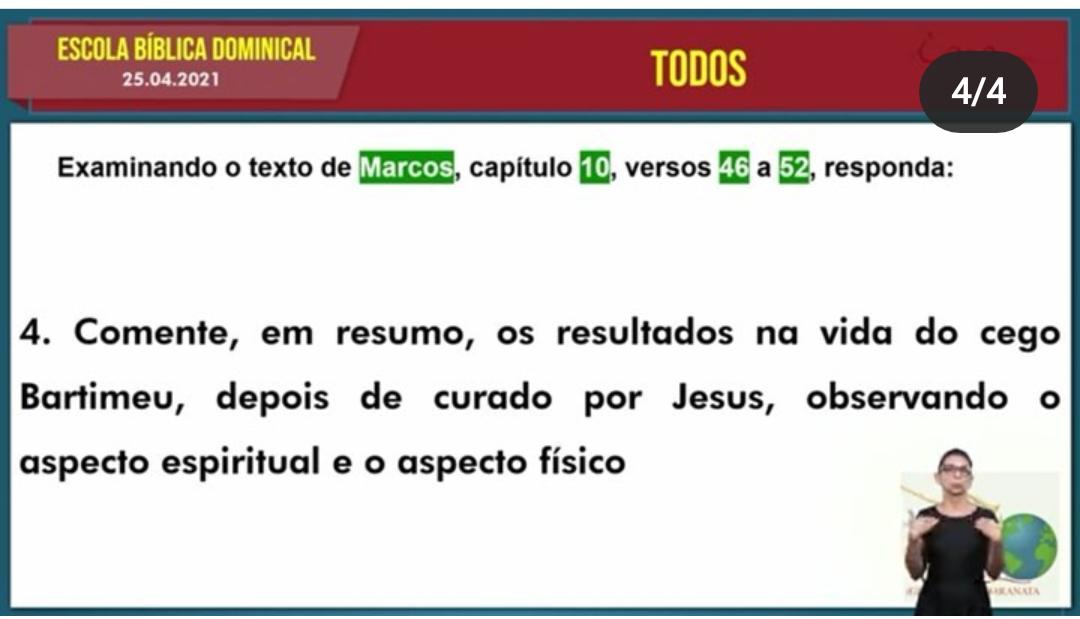 ESCOLA BÍBLICA DOMINICAL
25.04.2021
TODOS
4/4
Examinando o texto de Marcos, capítulo 10, versos 46 a 52, responda:
4. Comente, em resumo, os resultados na vida do cego
Bartimeu, depois de curado por Jesus, observando o
aspecto espiritual e o aspecto físico